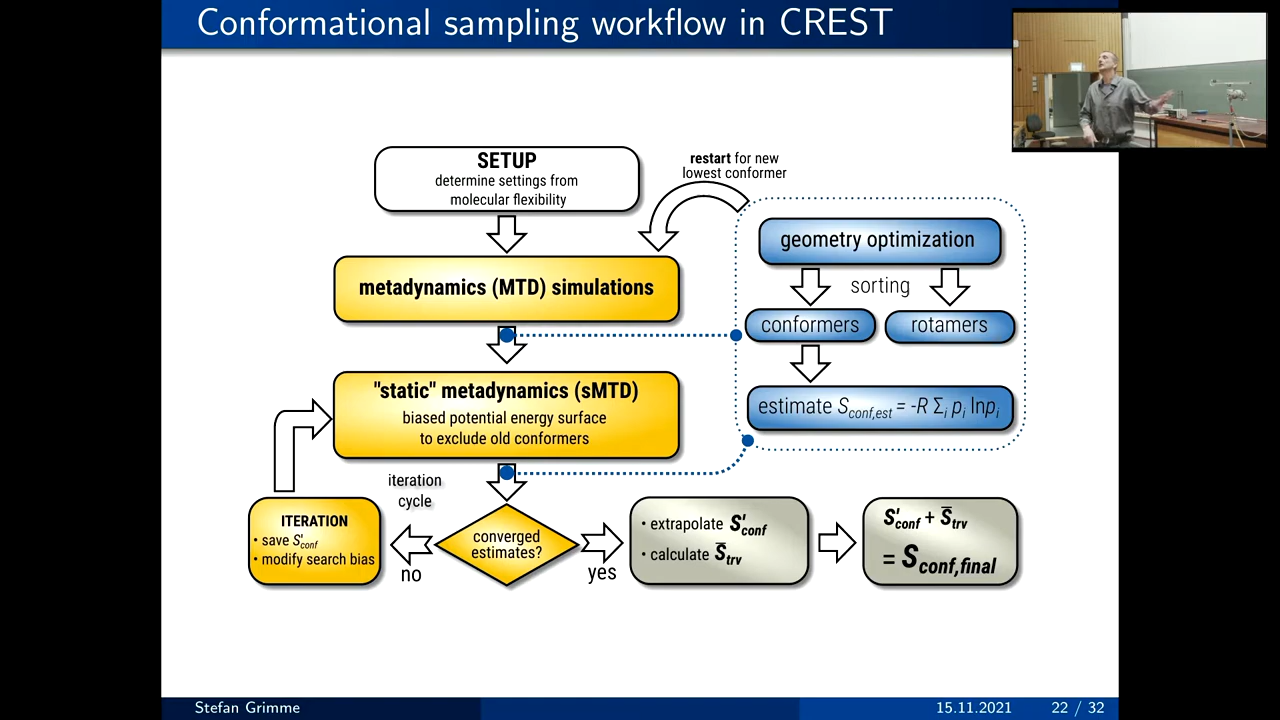 Conformational sampling workflow in CREST
SETUP
determine settings from
molecular flexibility
restart for new
lowest conformer
metadynamics (MTD) simulations
geometry optimization
sorting
conformers
rotamers
estimate S_conf,est = -R Σ_i p_i lnp_i
"static" metadynamics (sMTD)
biased potential energy surface
to exclude old conformers
iteration
cycle
ITERATION
• save S'_conf
• modify search bias
no
converged
estimates?
yes
• extrapolate S'_conf
• calculate S̅_trv
S'_conf + S̅_trv
= S_conf,final
Stefan Grimme
15.11.2021
22 / 32